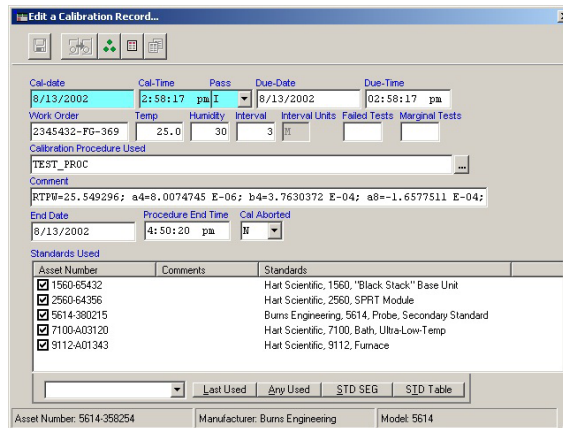 Edit a Calibration Record...
Cal-date Cal-Time Pass Due-Date Due-Time
8/13/2002 2:58:17 pm I 8/13/2002 02:58:17 pm
Work Order Temp Humidity Interval Interval Units Failed Tests Marginal Tests
2345432-FG-369 25.0 30 3 M
Calibration Procedure Used
TEST_PROC ...
Comment
RTPW=25.549296; a4=8.0074745 E-06; b4=3.7630372 E-04; a8=-1.6577511 E-04;
End Date Procedure End Time Cal Aborted
8/13/2002 4:50:20 pm N
Standards Used
Asset Number Comments Standards
1560-65432 Hart Scientific, 1560, "Black Stack" Base Unit
2560-64356 Hart Scientific, 2560, SPRT Module
5614-380215 Burns Engineering, 5614, Probe, Secondary Standard
7100-A03120 Hart Scientific, 7100, Bath, Ultra-Low-Temp
9112-A01343 Hart Scientific, 9112, Furnace
Last Used Any Used STD SEG STD Table
Asset Number: 5614-358254 Manufacturer: Burns Engineering Model: 5614